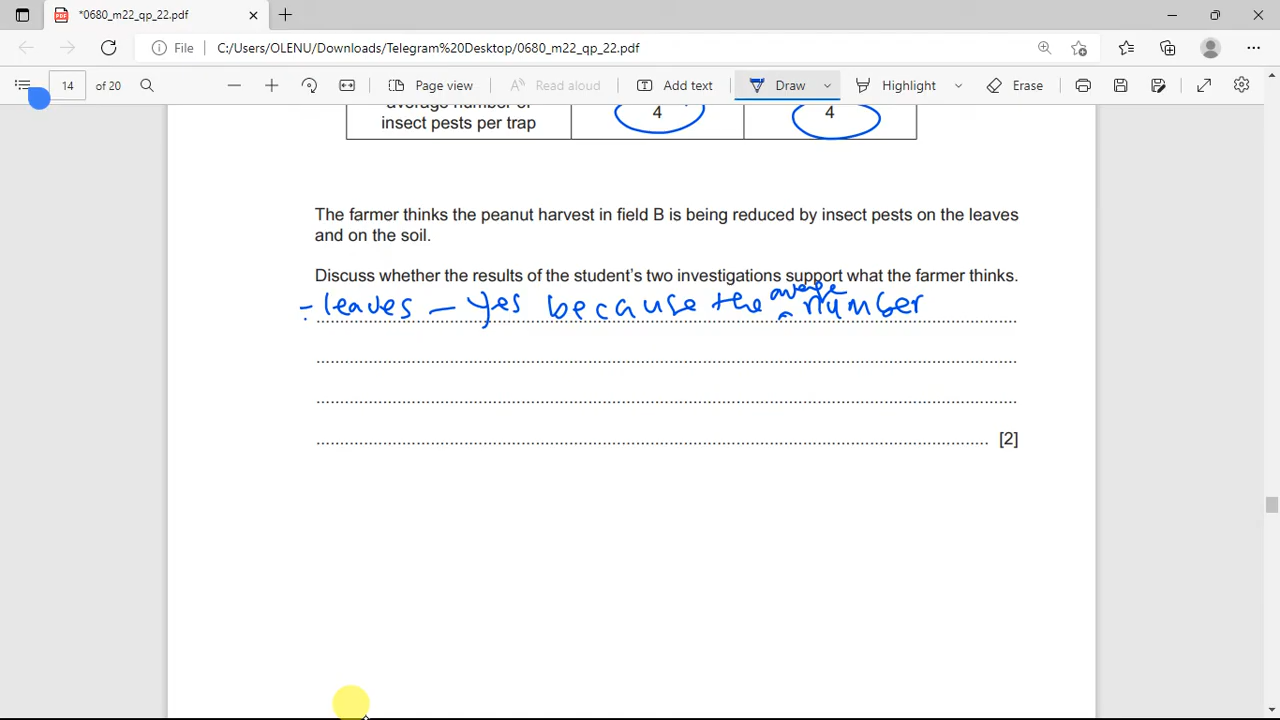 *0680_m22_qp_22.pdf
File C:/Users/OLENU/Downloads/Telegram%20Desktop/0680_m22_qp_22.pdf
14 of 20 Page view Read aloud Add text Draw Highlight Erase
average number of
insect pests per trap 4 4
The farmer thinks the peanut harvest in field B is being reduced by insect pests on the leaves
and on the soil.
Discuss whether the results of the student's two investigations support what the farmer thinks.
- leaves – Yes because the average number
[2]